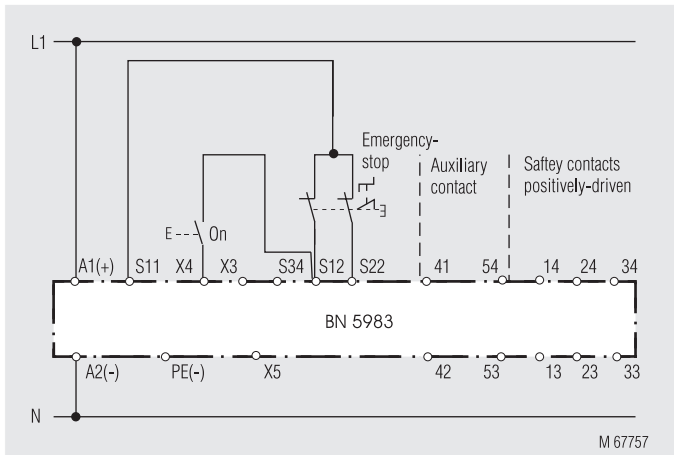 L1
Emergency-
stop
Auxiliary
contact
Saftey contacts
positively-driven
E
On
A1(+) S11 X4 X3 S34 S12 S22 41 54 14 24 34
BN 5983
A2(-) PE(-) X5 42 53 13 23 33
N
M 67757